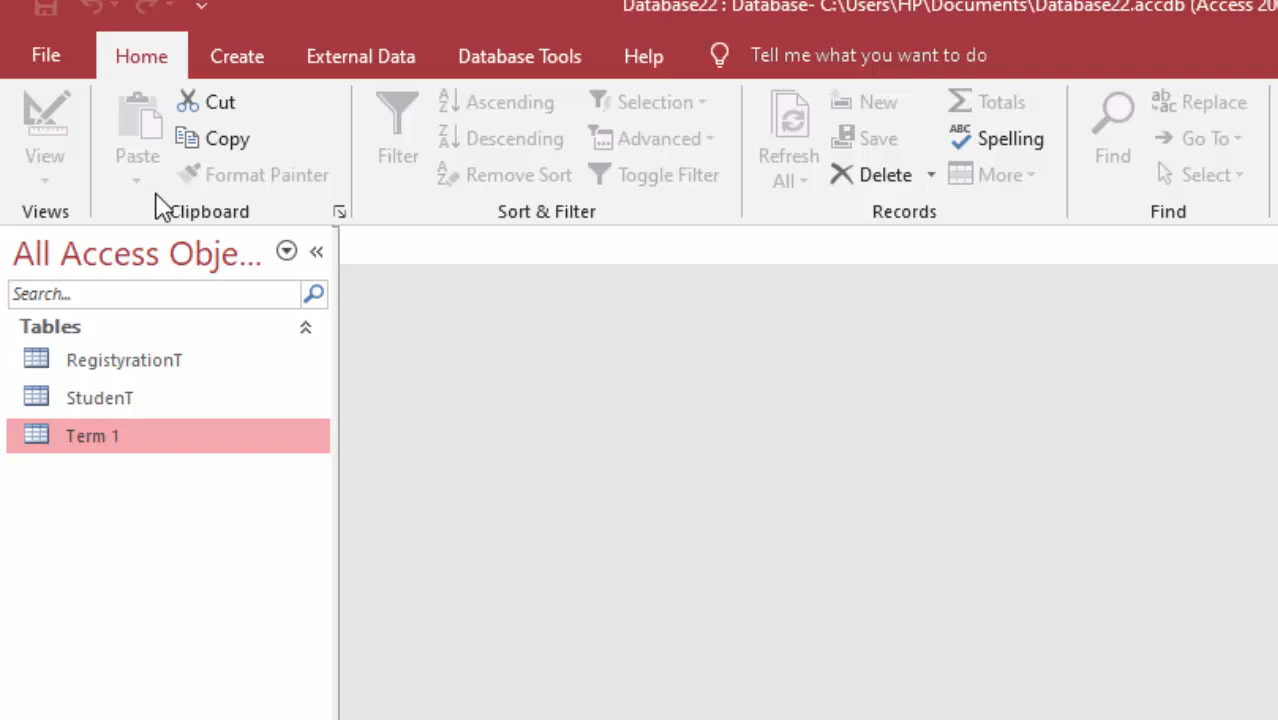 Database22 : Database- C:\Users\HP\Documents\Database22.accdb (Access 20
File Home Create External Data Database Tools Help Tell me what you want to do
View
Views
Paste
Cut
Copy
Format Painter
Clipboard
Filter
Ascending
Descending
Remove Sort
Selection
Advanced
Toggle Filter
Sort & Filter
Refresh
All
New
Save
Delete
Totals
Spelling
More
Records
Find
Replace
Go To
Select
Find
All Access Obje...
Search...
Tables
RegistyrationT
StudenT
Term 1